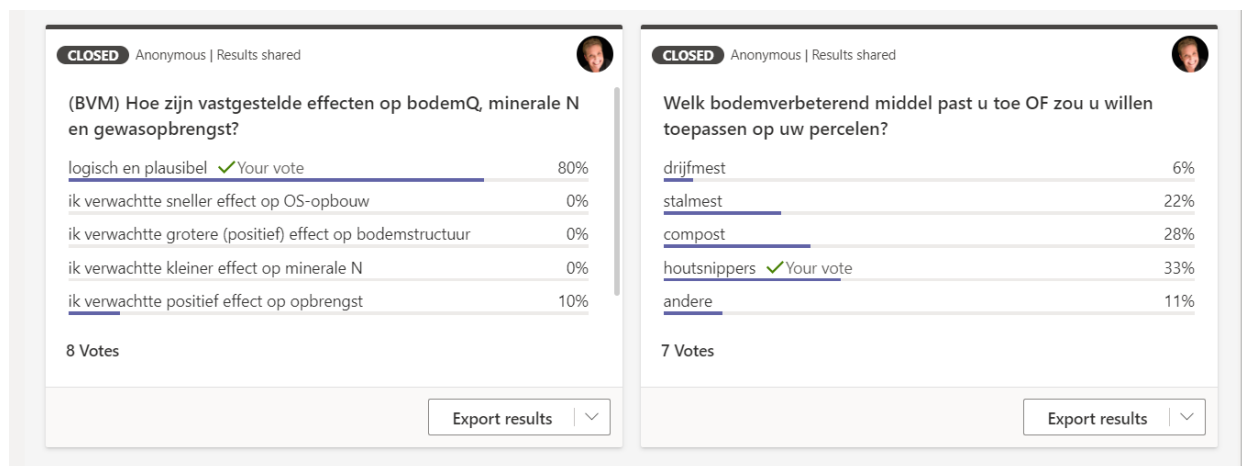 CLOSED Anonymous | Results shared
(BVM) Hoe zijn vastgestelde effecten op bodemQ, minerale N
en gewasopbrengst?
logisch en plausibel Your vote 80%
ik verwachtte sneller effect op OS-opbouw 0%
ik verwachtte grotere (positief) effect op bodemstructuur 0%
ik verwachtte kleiner effect op minerale N 0%
ik verwachtte positief effect op opbrengst 10%
8 Votes
Export results
CLOSED Anonymous | Results shared
Welk bodemverbeterend middel past u toe OF zou u willen
toepassen op uw percelen?
drijfmest 6%
stalmest 22%
compost 28%
houtsnippers Your vote 33%
andere 11%
7 Votes
Export results